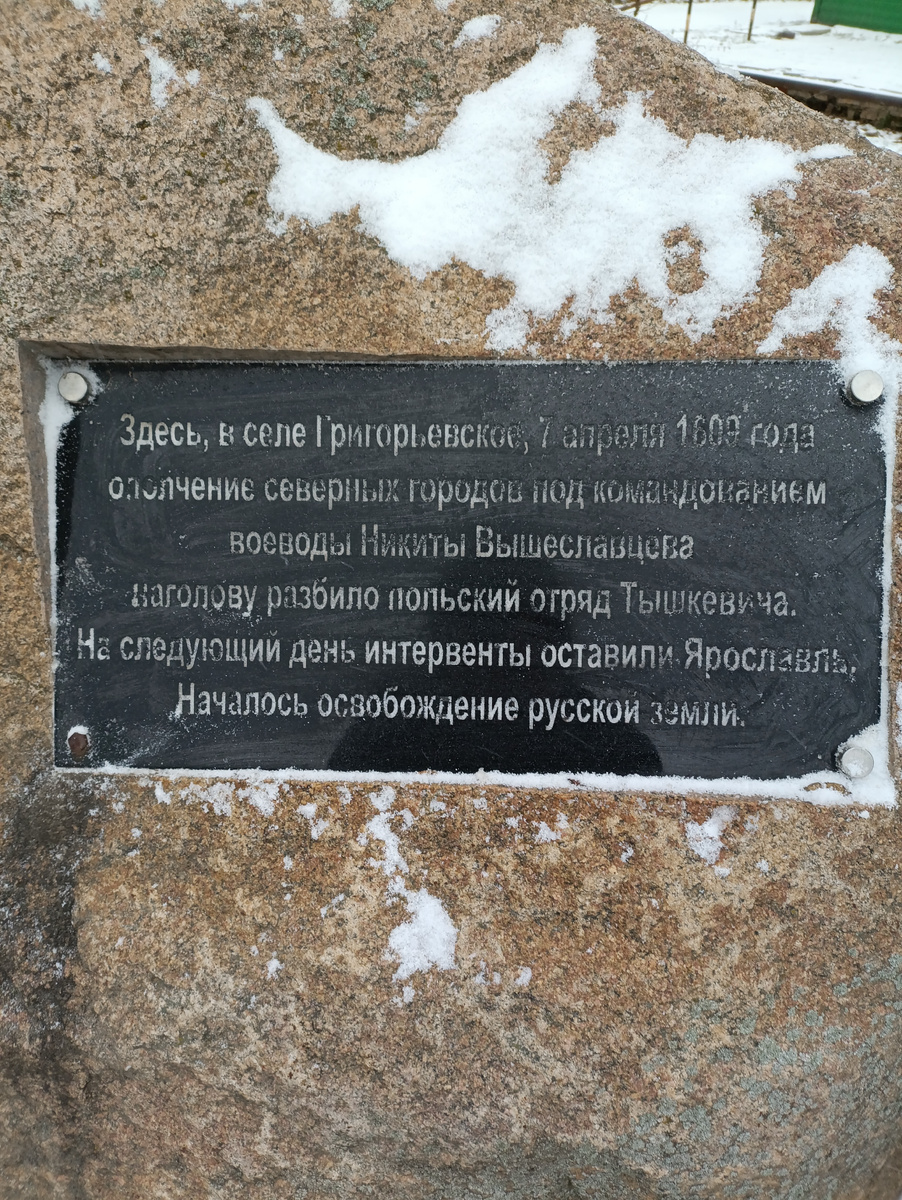 Здесь, в селе Григорьевское, 7 апреля 1609 года
ополчение северных городов под командованием
воеводы Никиты Вышеславцева
наголову разбило польский отряд Тышкевича.
На следующий день интервенты оставили Ярославль.
Началось освобождение русской земли.